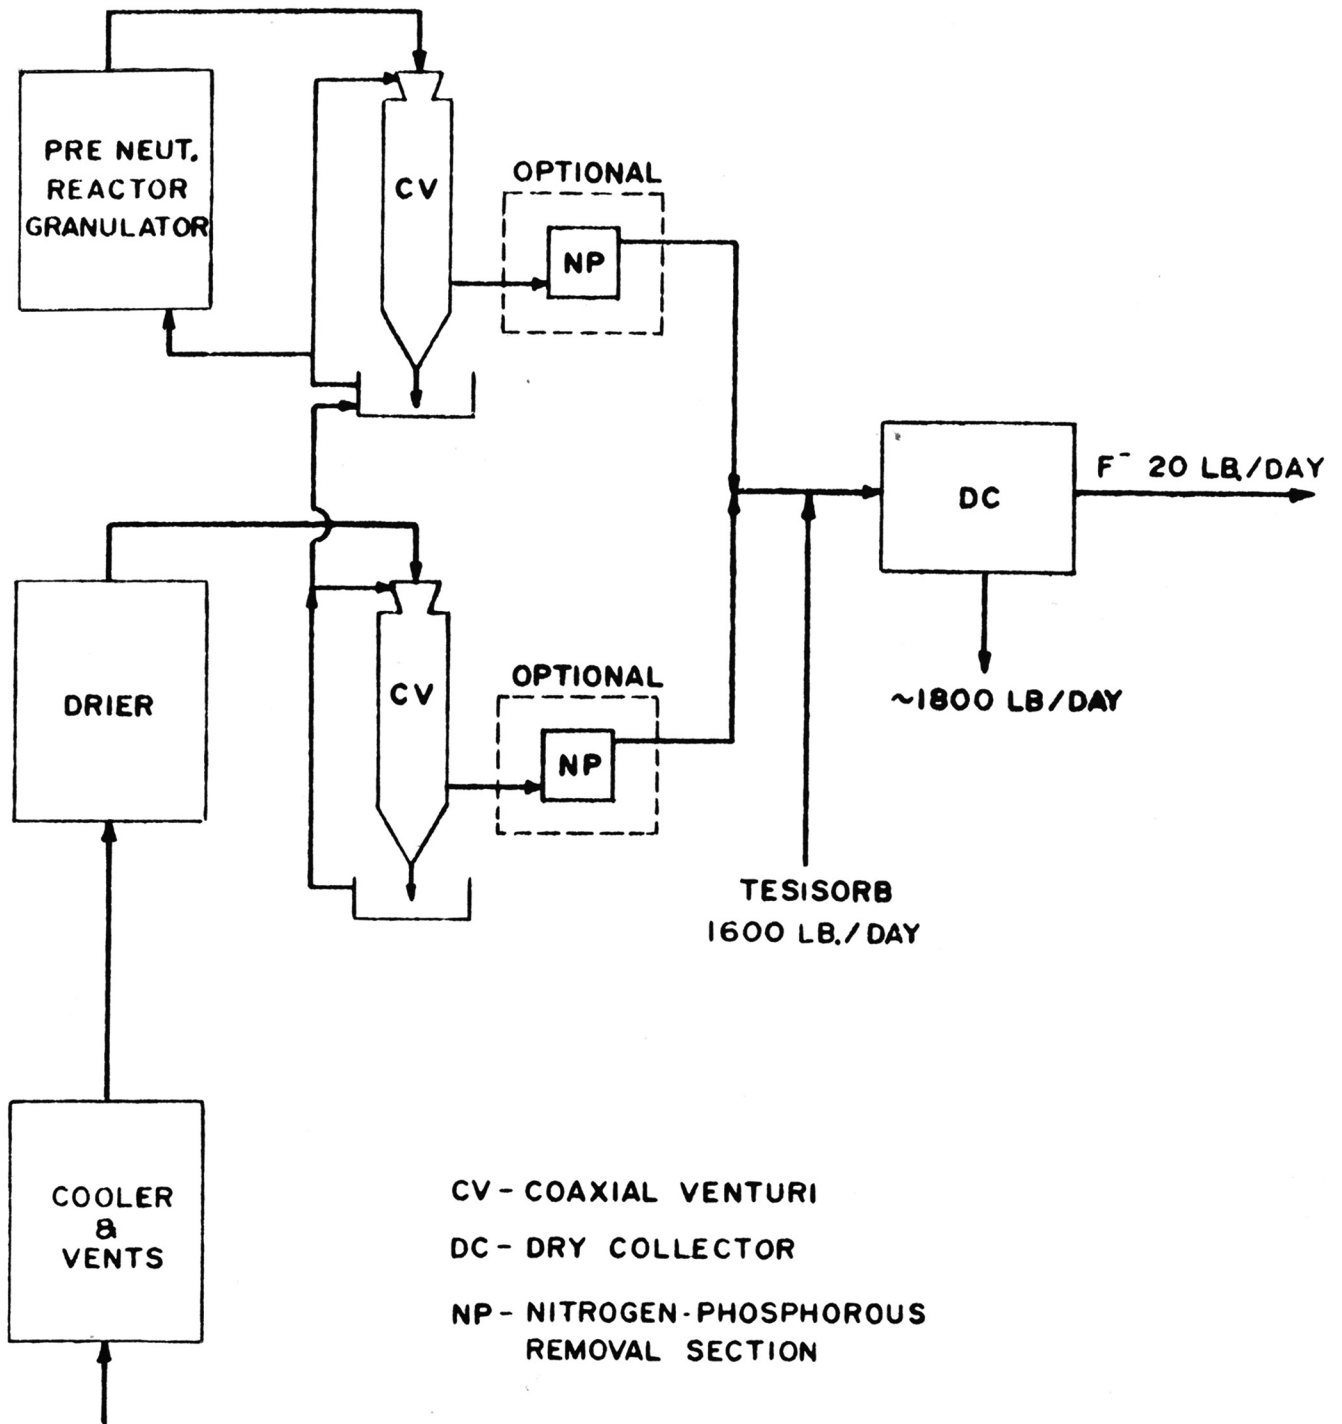 PRE NEUT.
REACTOR
GRANULATOR
CV
OPTIONAL
NP
DC
F⁻ 20 LB./DAY
~1800 LB/DAY
DRIER
CV
OPTIONAL
NP
TESISORB
1600 LB./DAY
COOLER
&
VENTS
CV - COAXIAL VENTURI
DC - DRY COLLECTOR
NP - NITROGEN-PHOSPHOROUS
REMOVAL SECTION